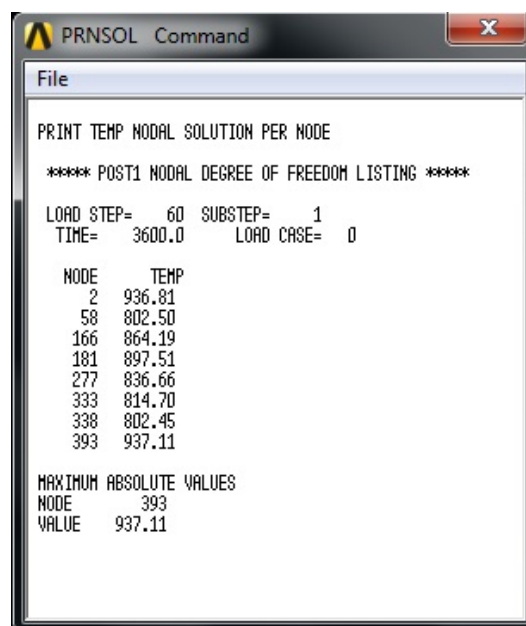 PRNSOL Command
X
File
PRINT TEMP NODAL SOLUTION PER NODE
***** POST1 NODAL DEGREE OF FREEDOM LISTING *****
LOAD STEP= 60 SUBSTEP= 1
TIME= 3600.0 LOAD CASE= 0
NODE TEMP
2 936.81
58 802.50
166 864.19
181 897.51
277 836.66
333 814.70
338 802.45
393 937.11
MAXIMUM ABSOLUTE VALUES
NODE 393
VALUE 937.11